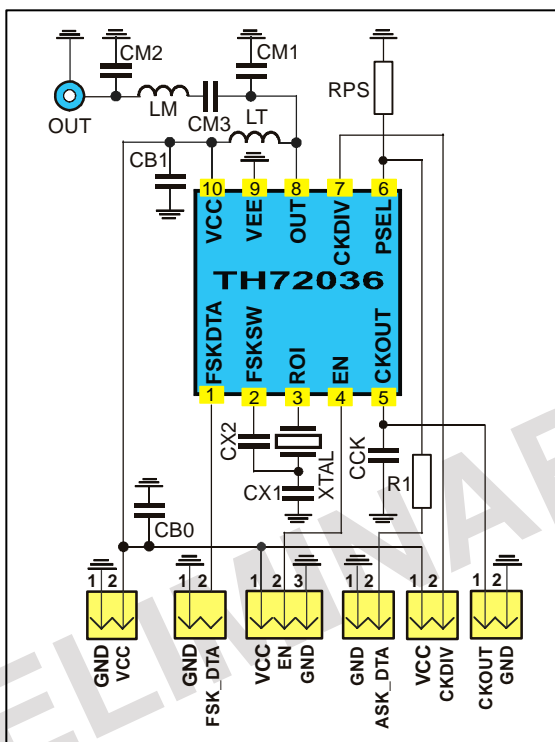 CM2
CM1
RPS
OUT
LM
CM3
LT
CB1
10 9 8 7 6
VCC VEE OUT CKDIV PSEL
TH72036
FSKDTA FSKSW ROI EN CKOUT
1 2 3 4 5
CX2
CX1
XTAL
CCK
R1
CB0
1 2 1 2 1 2 3 1 2 1 2 1 2
GND VCC GND FSK_DTA VCC EN GND GND ASK_DTA VCC CKDIV CKOUT GND
ELIMINAR